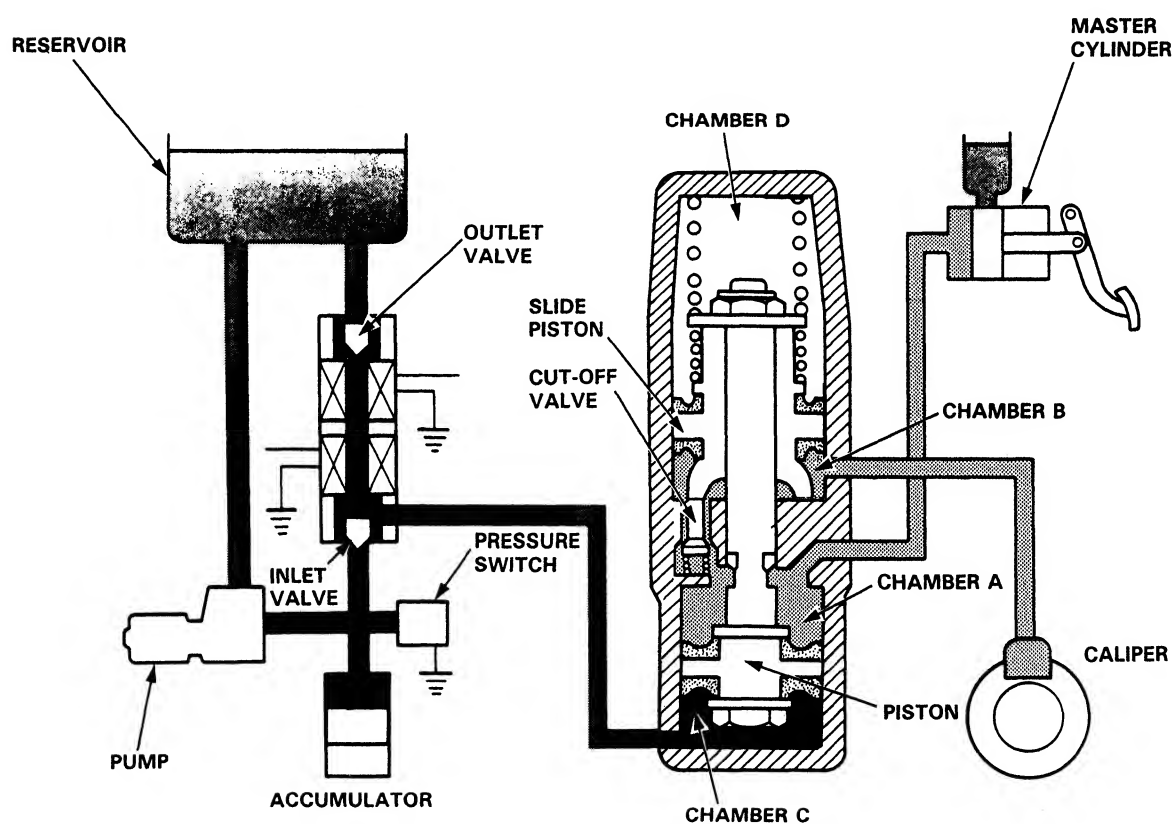 MASTER
CYLINDER
RESERVOIR
CHAMBER D
OUTLET
VALVE
SLIDE
PISTON
CUT-OFF
VALVE
CHAMBER B
PRESSURE
SWITCH
INLET
VALVE
CHAMBER A
CALIPER
PISTON
PUMP
ACCUMULATOR
CHAMBER C